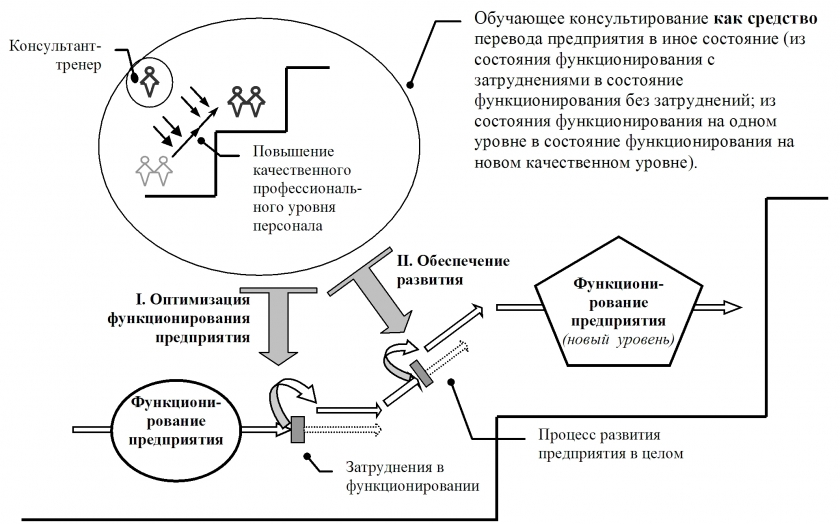 Консультант-
тренер
Обучающее консультирование как средство
перевода предприятия в иное состояние (из
состояния функционирования с
затруднениями в состояние
функционирования без затруднений; из
состояния функционирования на одном
уровне в состояние функционирования на
новом качественном уровне).
Повышение
качественного
профессиональ-
ного уровня
персонала
II. Обеспечение
развития
I. Оптимизация
функционирования
предприятия
Функциони-
рование
предприятия
(новый уровень)
Функциони-
рование
предприятия
Процесс развития
предприятия в целом
Затруднения в
функционировании